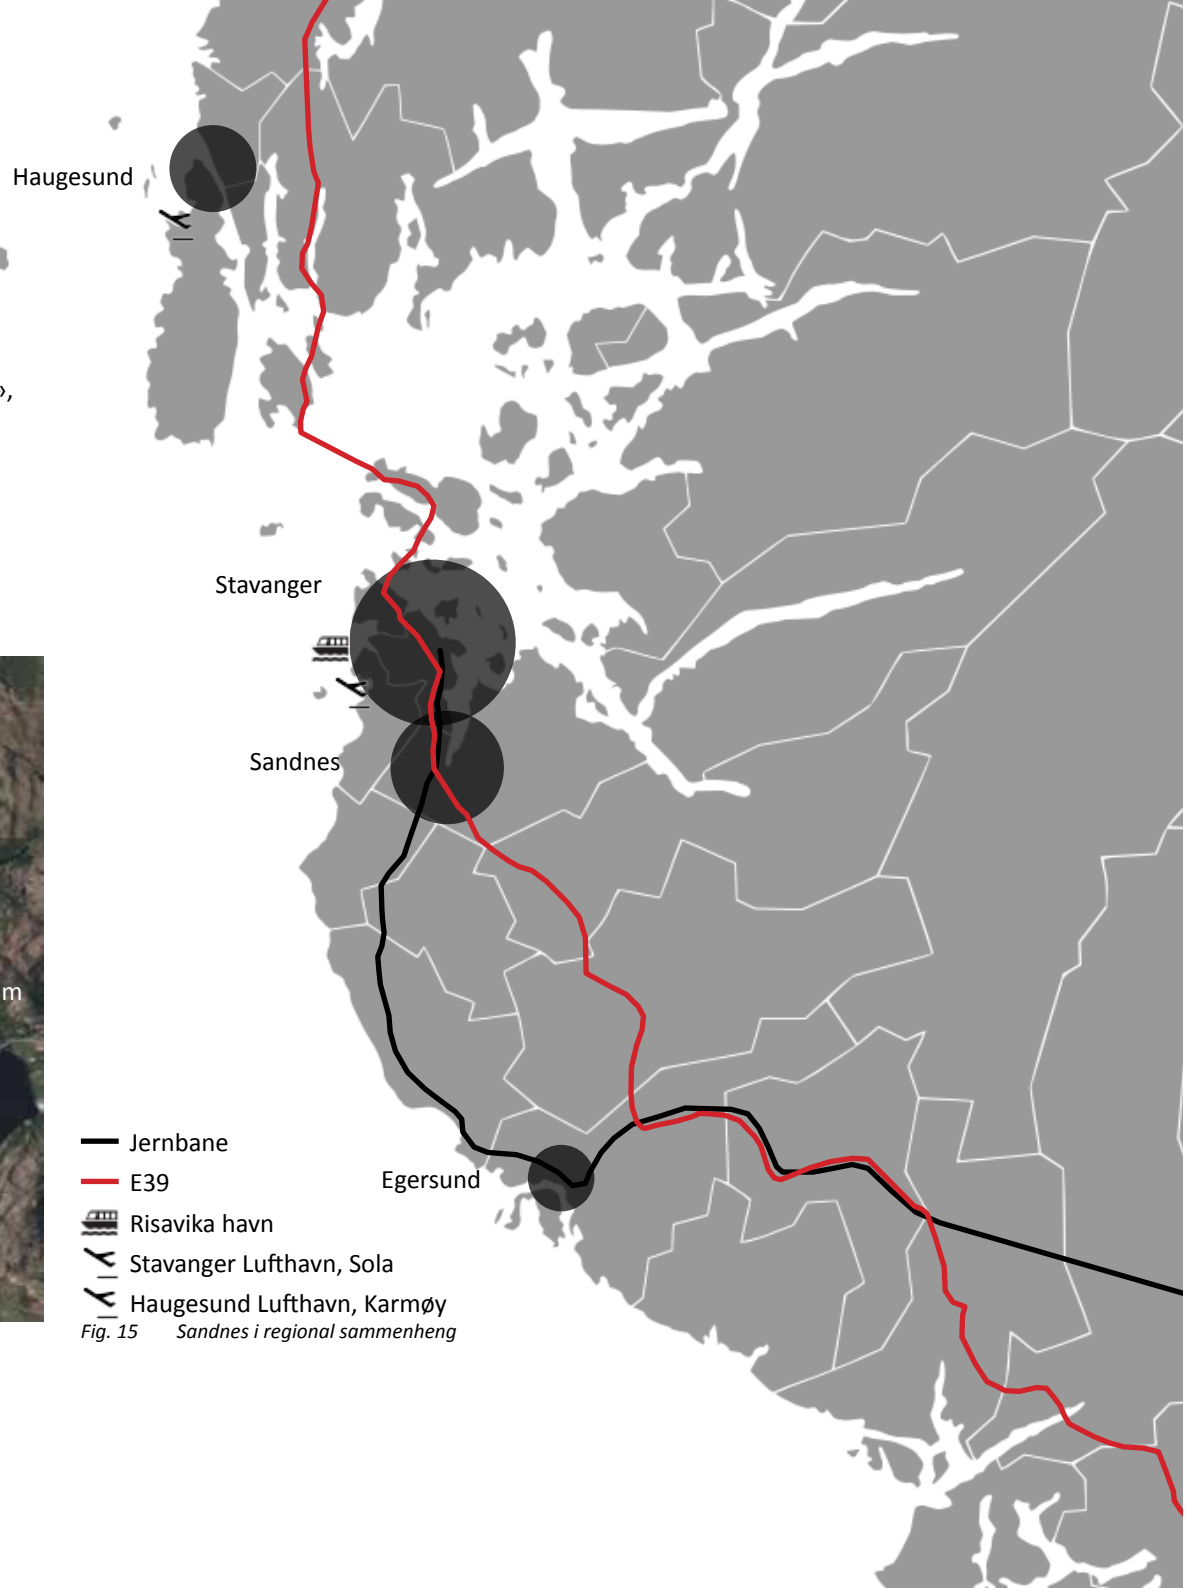 Haugesund
»,
Stavanger
Sandnes
m
Egersund
Jernbane
E39
Risavika havn
Stavanger Lufthavn, Sola
Haugesund Lufthavn, Karmøy
Fig. 15 Sandnes i regional sammenheng